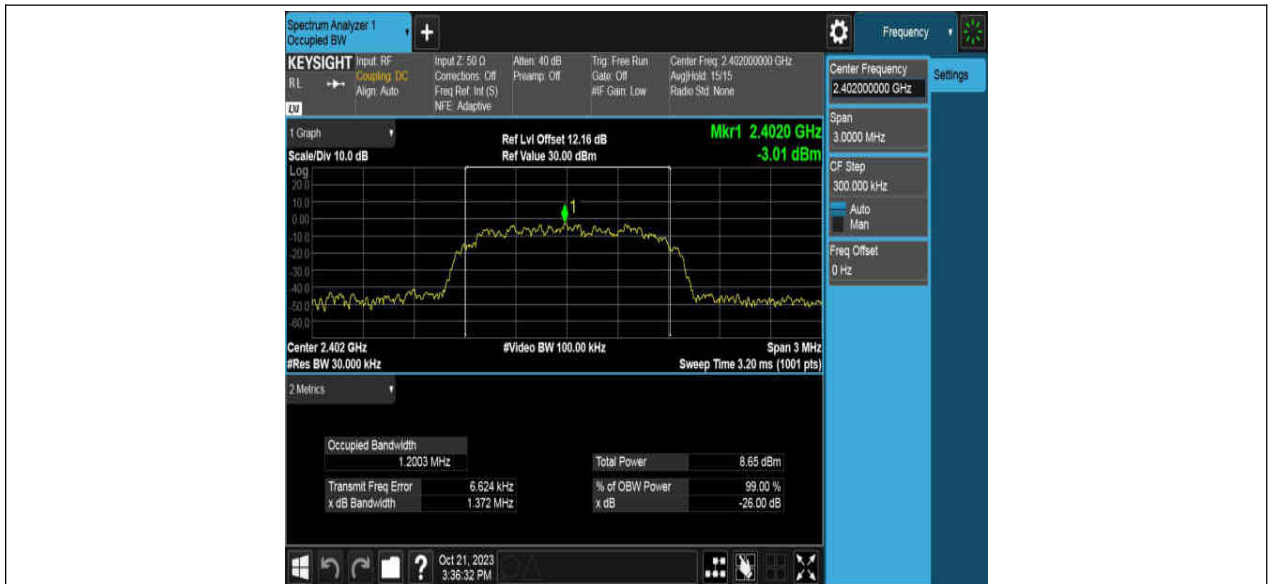 Spectrum Analyzer 1
Occupied BW
+
Frequency
KEYSIGHT
RL
LXI
Input: RF
Coupling: DC
Align: Auto
Input Z: 50 Ω
Corrections: Off
Freq Ref: Int (S)
NFE: Adaptive
Atten: 40 dB
Preamp: Off
Trig: Free Run
Gate: Off
#IF Gain: Low
Center Freq: 2.402000000 GHz
Avg|Hold: 15/15
Radio Std: None
Center Frequency
2.402000000 GHz
Settings
Span
3.0000 MHz
CF Step
300.000 kHz
Auto
Man
Freq Offset
0 Hz
1 Graph
Scale/Div 10.0 dB
Ref Lvl Offset 12.16 dB
Ref Value 30.00 dBm
Mkr1 2.4020 GHz
-3.01 dBm
Log
20.0
10.0
0.00
-10.0
-20.0
-30.0
-40.0
-50.0
-60.0
1
Center 2.402 GHz
#Res BW 30.000 kHz
#Video BW 100.00 kHz
Span 3 MHz
Sweep Time 3.20 ms (1001 pts)
2 Metrics
Occupied Bandwidth
1.2003 MHz
Total Power 8.65 dBm
Transmit Freq Error 6.624 kHz
% of OBW Power 99.00 %
x dB Bandwidth 1.372 MHz
x dB -26.00 dB
?
Oct 21, 2023
3:36:32 PM